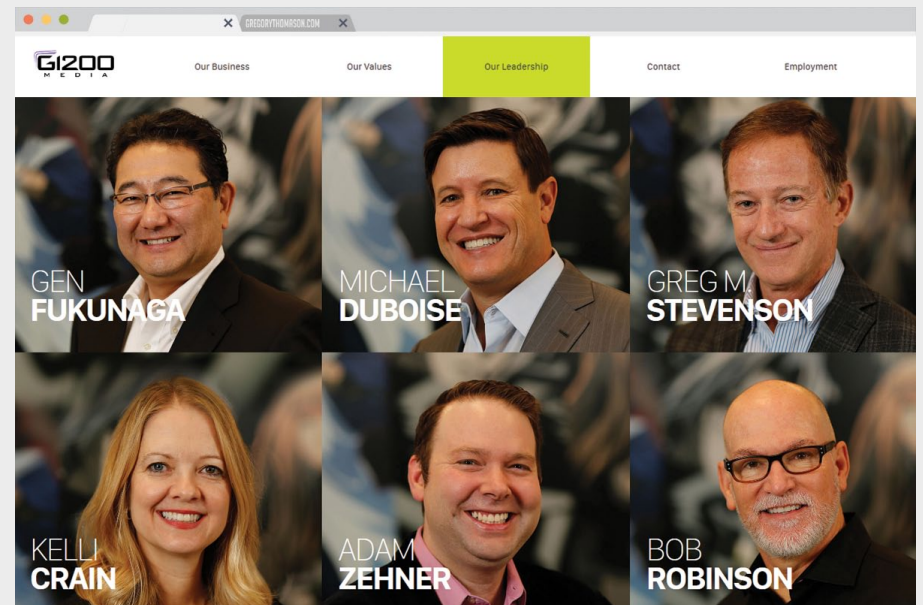 GREGORYTHOMASON.COM
G1200
MEDIA
Our Business
Our Values
Our Leadership
Contact
Employment
GEN
FUKUNAGA
MICHAEL
DUBOISE
GREG M.
STEVENSON
KELLI
CRAIN
ADAM
ZEHNER
BOB
ROBINSON